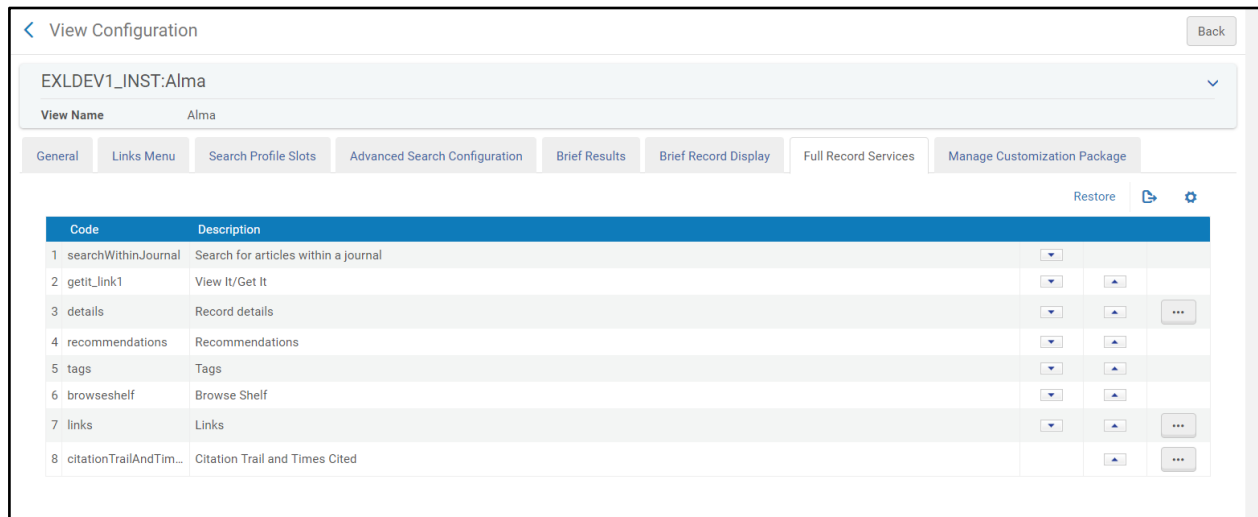 View Configuration Back
EXLDEV1_INST:Alma
View Name Alma
General Links Menu Search Profile Slots Advanced Search Configuration Brief Results Brief Record Display Full Record Services Manage Customization Package
Restore
Code Description
1 searchWithinJournal Search for articles within a journal
2 getit_link1 View It/Get It
3 details Record details ...
4 recommendations Recommendations
5 tags Tags
6 browseshelf Browse Shelf
7 links Links ...
8 citationTrailAndTim... Citation Trail and Times Cited ...